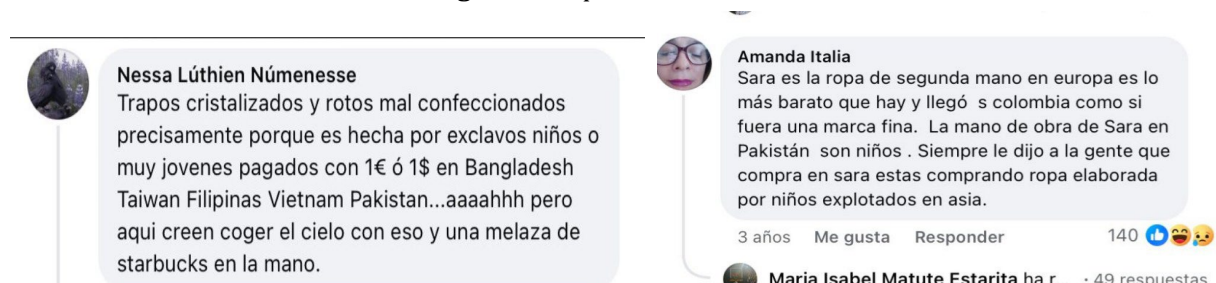 Nessa Lúthien Númenesse
Trapos cristalizados y rotos mal confeccionados
precisamente porque es hecha por exclavos niños o
muy jovenes pagados con 1€ ó 1$ en Bangladesh
Taiwan Filipinas Vietnam Pakistan...aaaahhh pero
aqui creen coger el cielo con eso y una melaza de
starbucks en la mano.
Amanda Italia
Sara es la ropa de segunda mano en europa es lo
más barato que hay y llegó s colombia como si
fuera una marca fina. La mano de obra de Sara en
Pakistán son niños . Siempre le dijo a la gente que
compra en sara estas comprando ropa elaborada
por niños explotados en asia.
3 años Me gusta Responder 140
Maria Isabel Matute Estarita ha r... · 49 respuestas